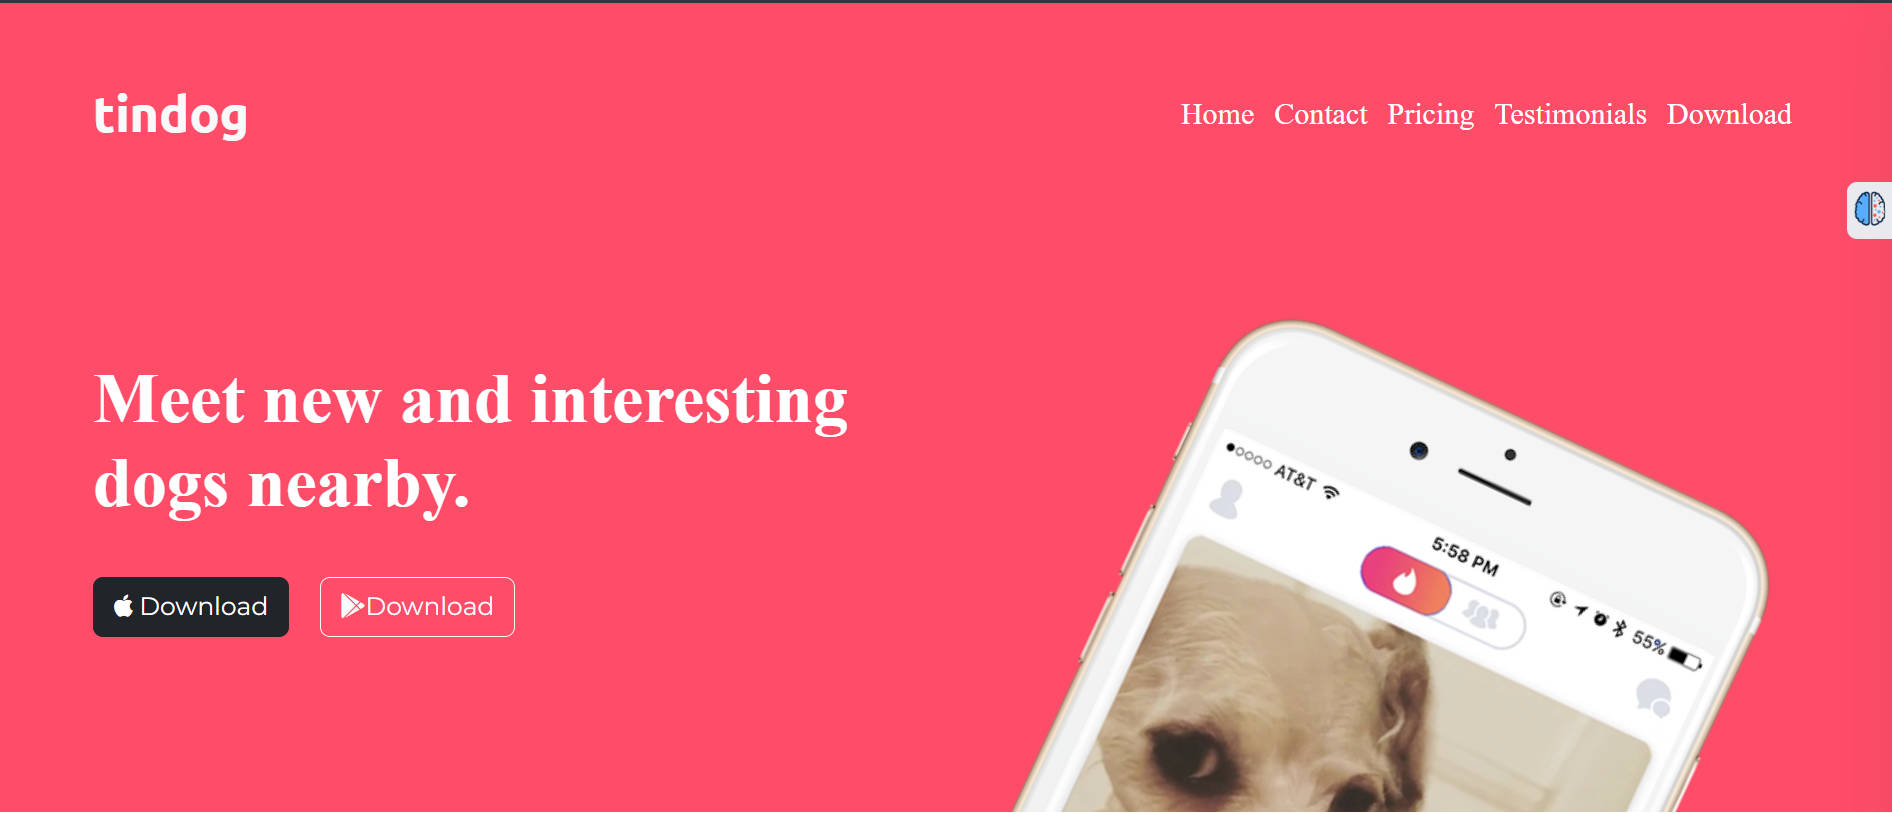 tindog
Home Contact Pricing Testimonials Download
Meet new and interesting
dogs nearby.
Download Download
AT&T
5:58 PM
55%